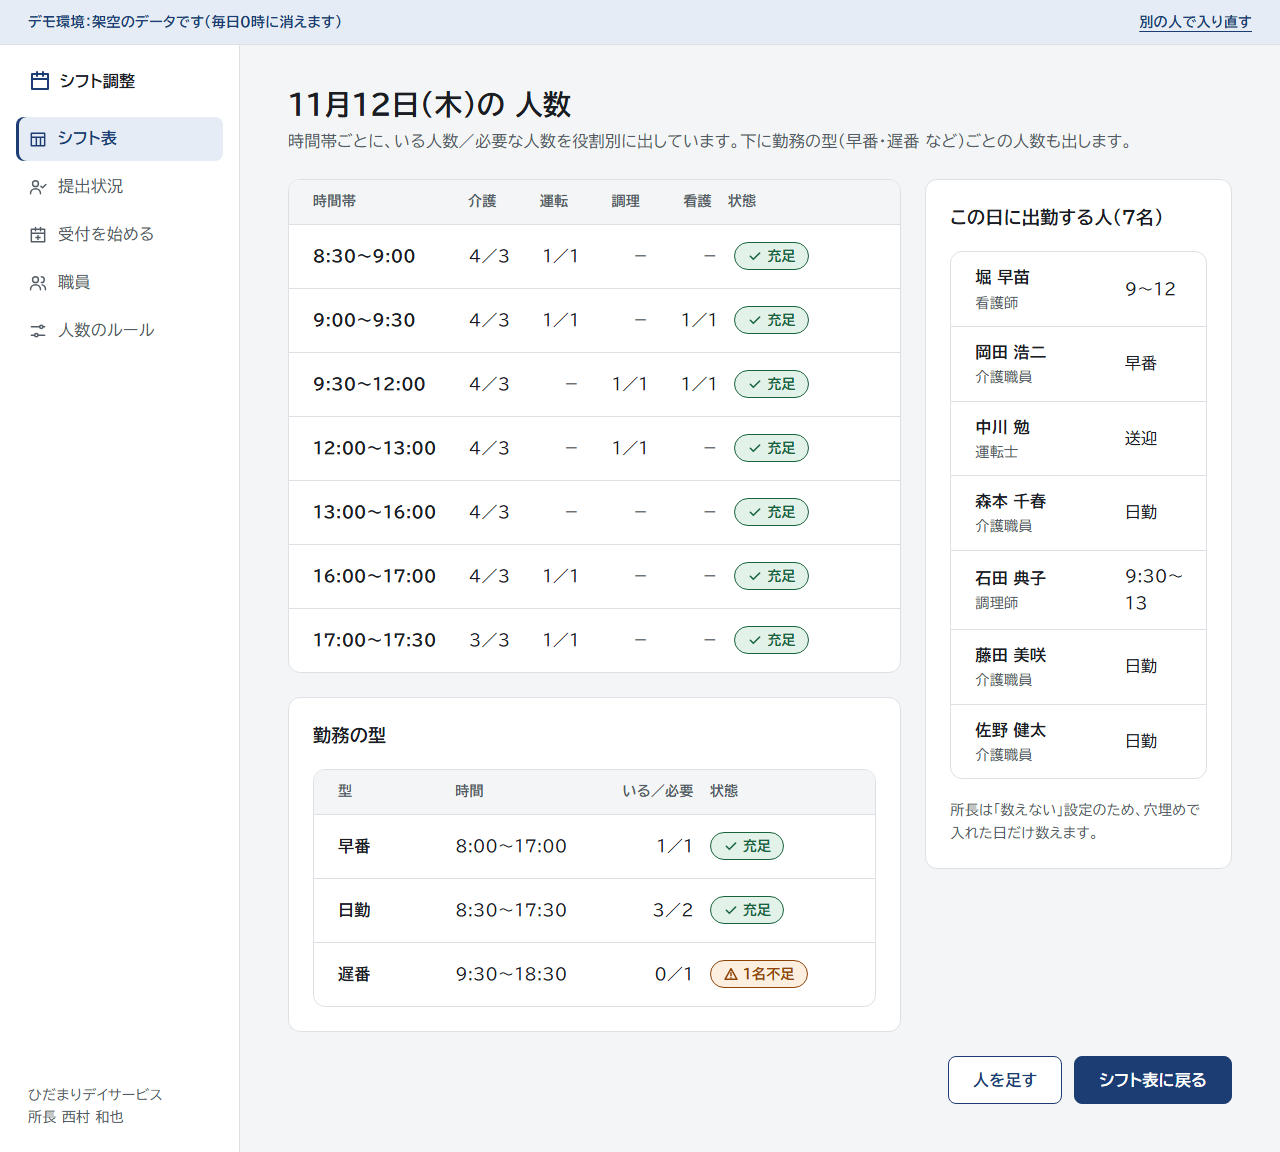 デモ環境：架空のデータです（毎日0時に消えます）
別の人で入り直す
シフト調整
シフト表
提出状況
受付を始める
職員
人数のルール
ひだまりデイサービス
所長 西村 和也
11月12日（木）の 人数
時間帯ごとに、いる人数／必要な人数を役割別に出しています。下に勤務の型（早番・遅番 など）ごとの人数も出します。
時間帯 介護 運転 調理 看護 状態
8:30〜9:00 4／3 1／1 － － 充足
9:00〜9:30 4／3 1／1 － 1／1 充足
9:30〜12:00 4／3 － 1／1 1／1 充足
12:00〜13:00 4／3 － 1／1 － 充足
13:00〜16:00 4／3 － － － 充足
16:00〜17:00 4／3 1／1 － － 充足
17:00〜17:30 3／3 1／1 － － 充足
勤務の型
型 時間 いる／必要 状態
早番 8:00〜17:00 1／1 充足
日勤 8:30〜17:30 3／2 充足
遅番 9:30〜18:30 0／1 1名不足
この日に出勤する人（7名）
堀 早苗
看護師
9〜12
岡田 浩二
介護職員
早番
中川 勉
運転士
送迎
森本 千春
介護職員
日勤
石田 典子
調理師
9:30〜
13
藤田 美咲
介護職員
日勤
佐野 健太
介護職員
日勤
所長は「数えない」設定のため、穴埋めで
入れた日だけ数えます。
人を足す
シフト表に戻る